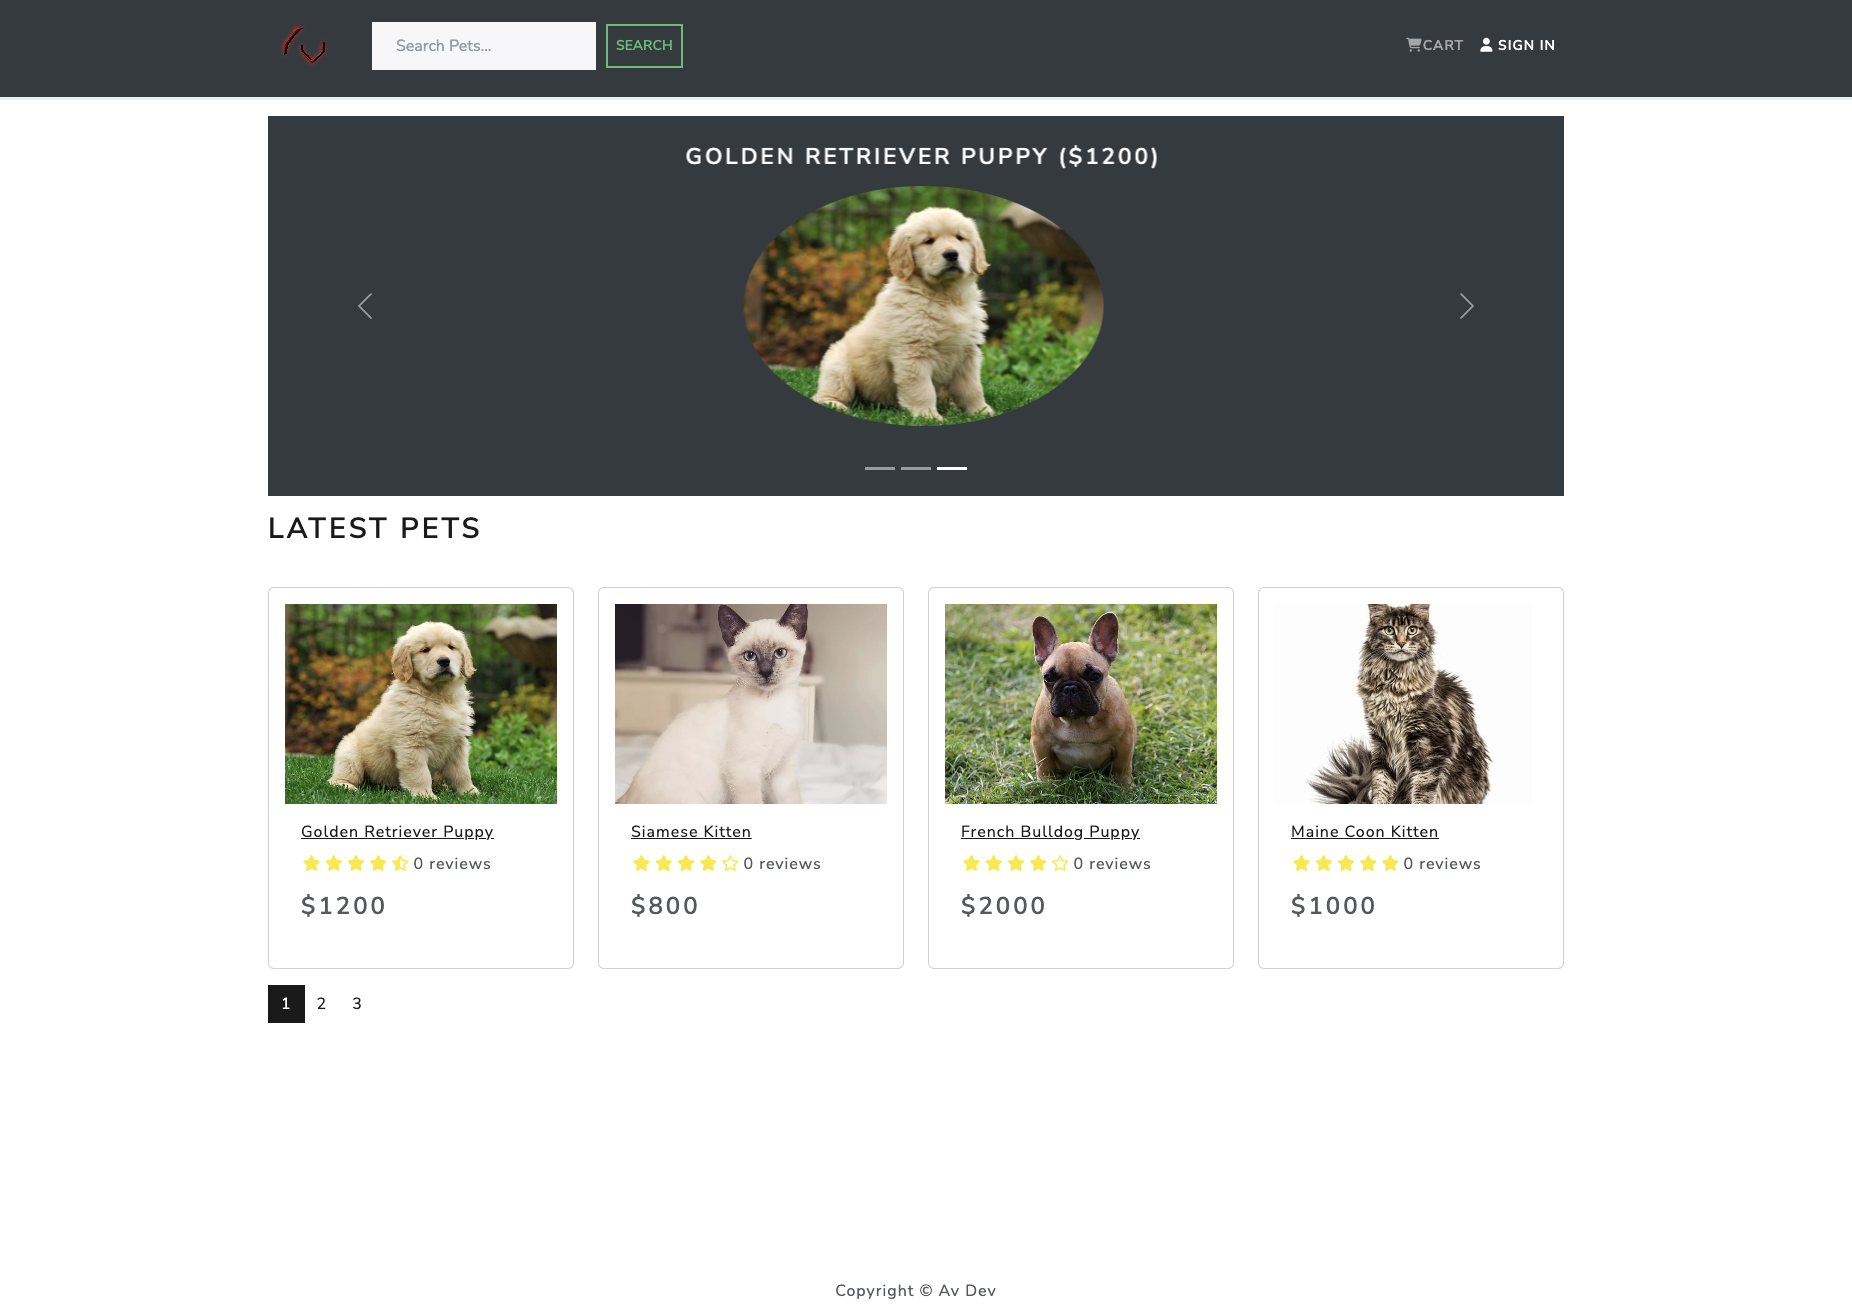 Search Pets...
SEARCH
CART
SIGN IN
GOLDEN RETRIEVER PUPPY ($1200)
LATEST PETS
Golden Retriever Puppy
0 reviews
$1200
Siamese Kitten
0 reviews
$800
French Bulldog Puppy
0 reviews
$2000
Maine Coon Kitten
0 reviews
$1000
1 2 3
Copyright © Av Dev